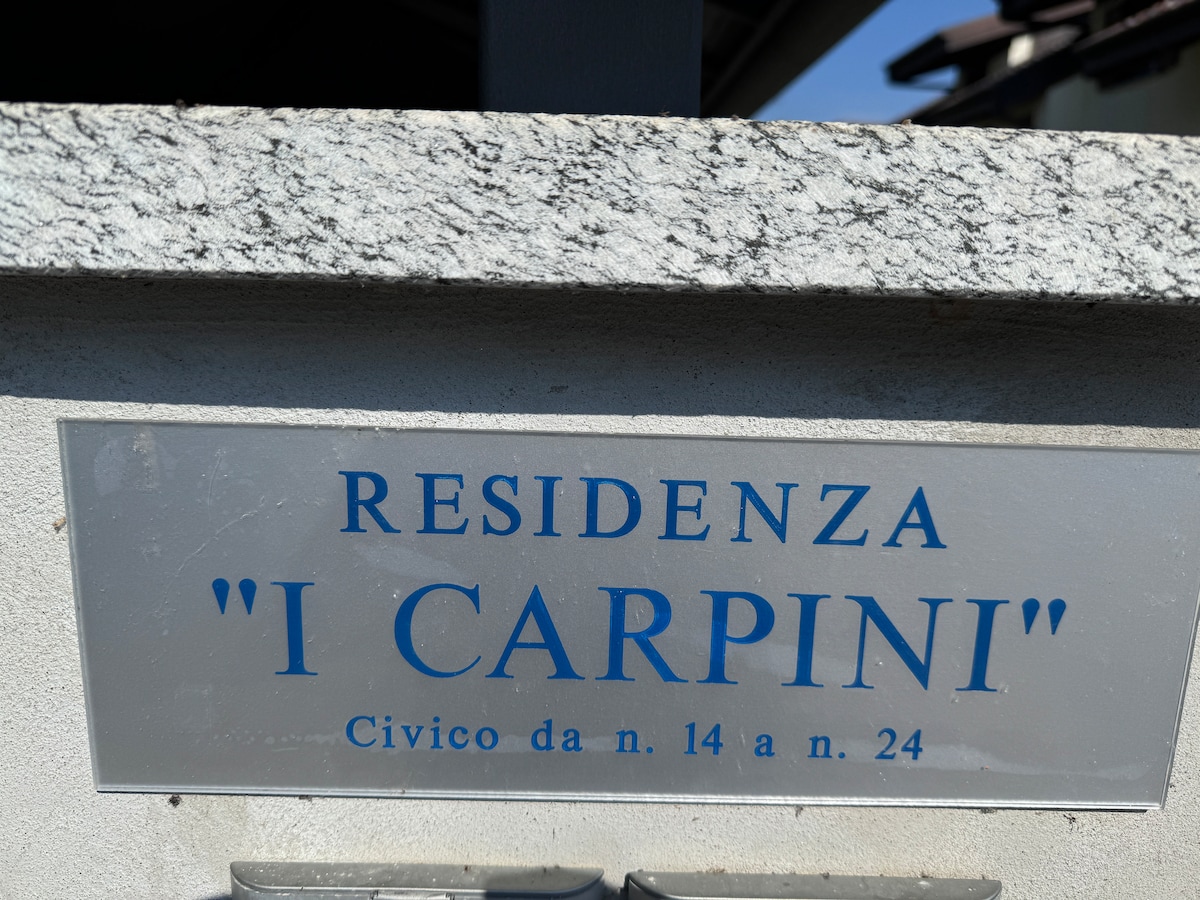 RESIDENZA
"I CARPINI"
Civico da n. 14 a n. 24